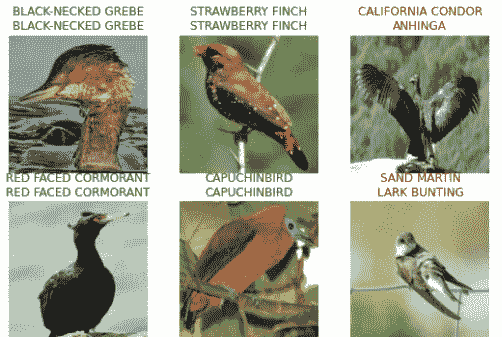 BLACK-NECKED GREBE
BLACK-NECKED GREBE
STRAWBERRY FINCH
STRAWBERRY FINCH
CALIFORNIA CONDOR
ANHINGA
RED FACED CORMORANT
RED FACED CORMORANT
CAPUCHINBIRD
CAPUCHINBIRD
SAND MARTIN
LARK BUNTING